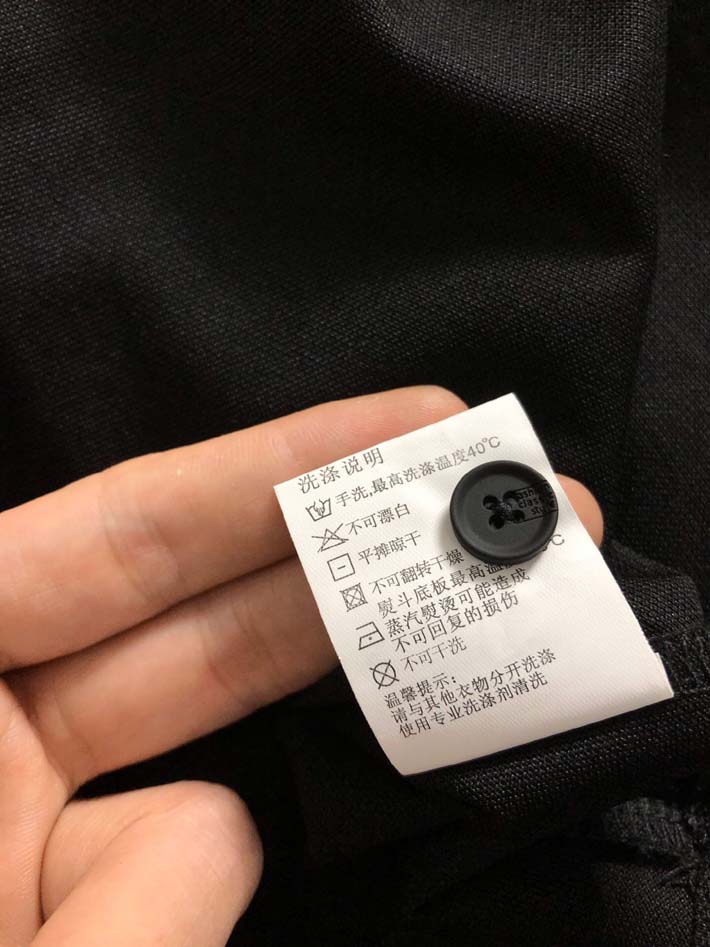 洗涤说明
手洗,最高洗涤温度40℃
不可漂白
平摊晾干
不可翻转干燥
熨斗底板最高温 ℃
蒸汽熨烫可能造成
不可回复的损伤
不可干洗
温馨提示:
请与其他衣物分开洗涤
使用专业洗涤剂清洗